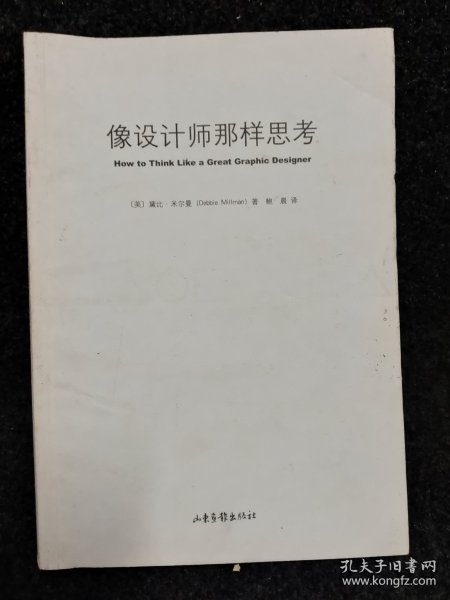 像设计师那样思考
How to Think Like a Great Graphic Designer
〔美〕黛比·米尔曼 (Debbie Millman) 著 鲍晨 译
山东画报出版社
孔夫子旧书网
www.kongfz.com